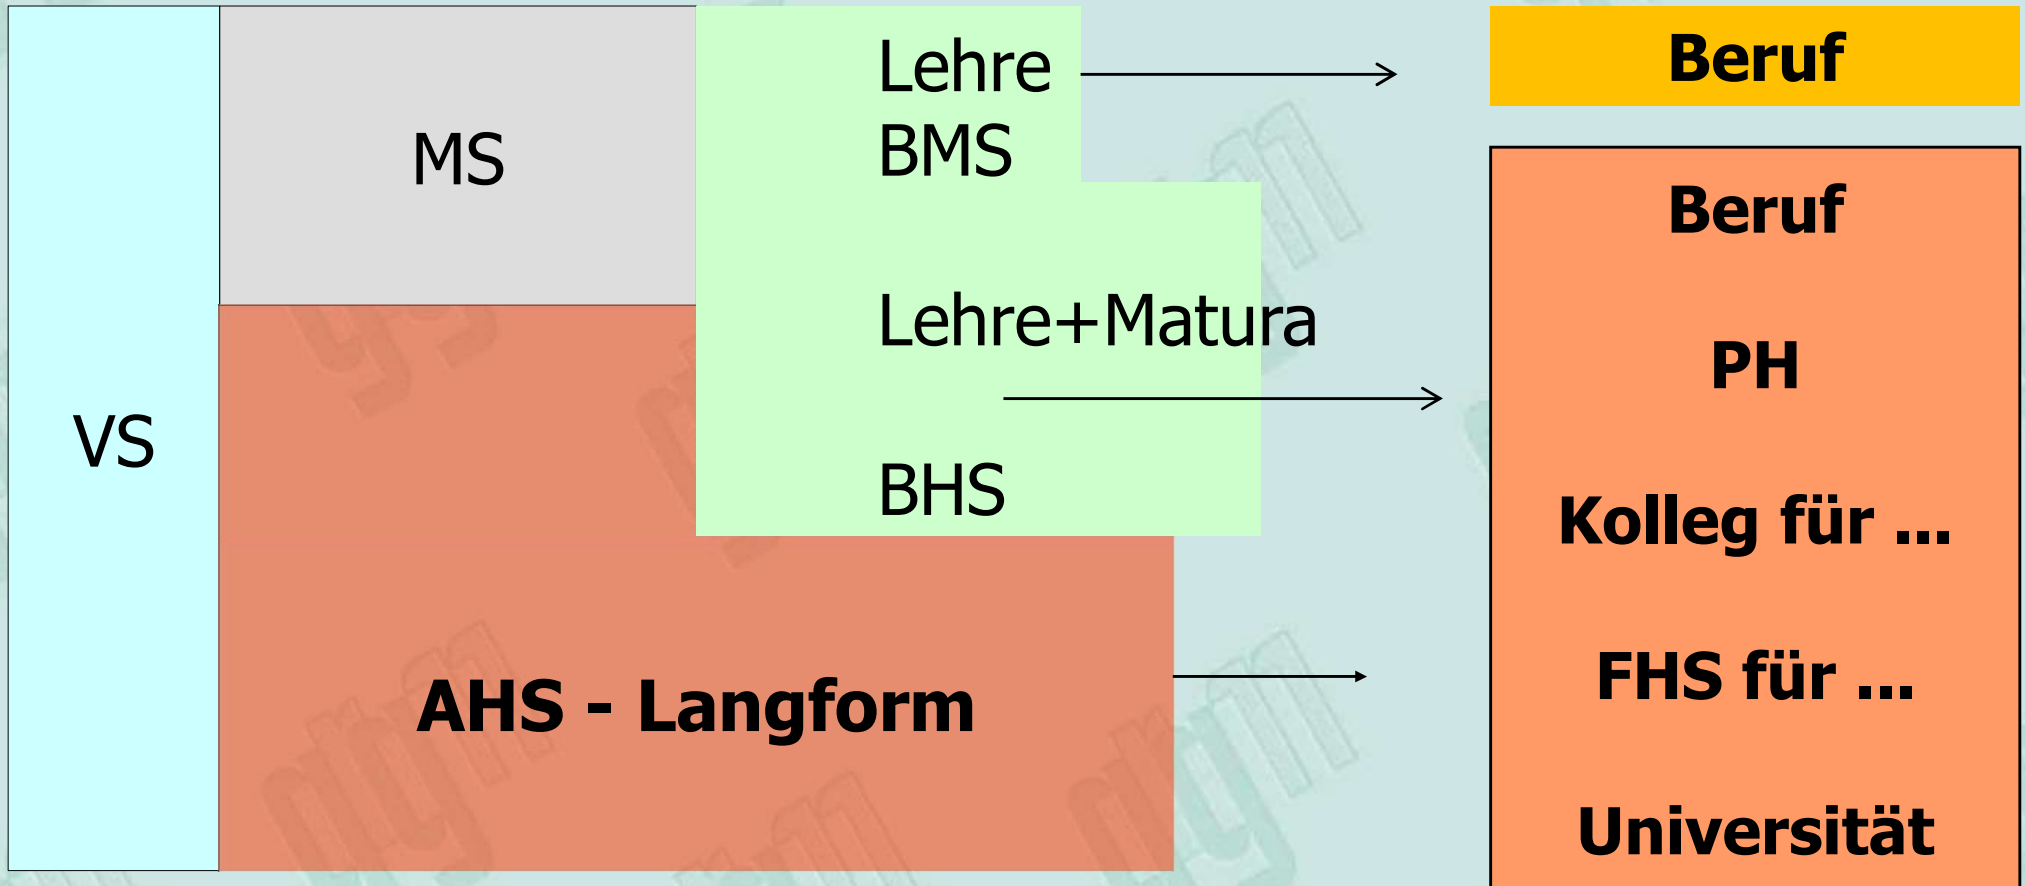 VS
MS
Lehre
BMS
Lehre+Matura
BHS
AHS - Langform
Beruf
Beruf
PH
Kolleg für ...
FHS für ...
Universität